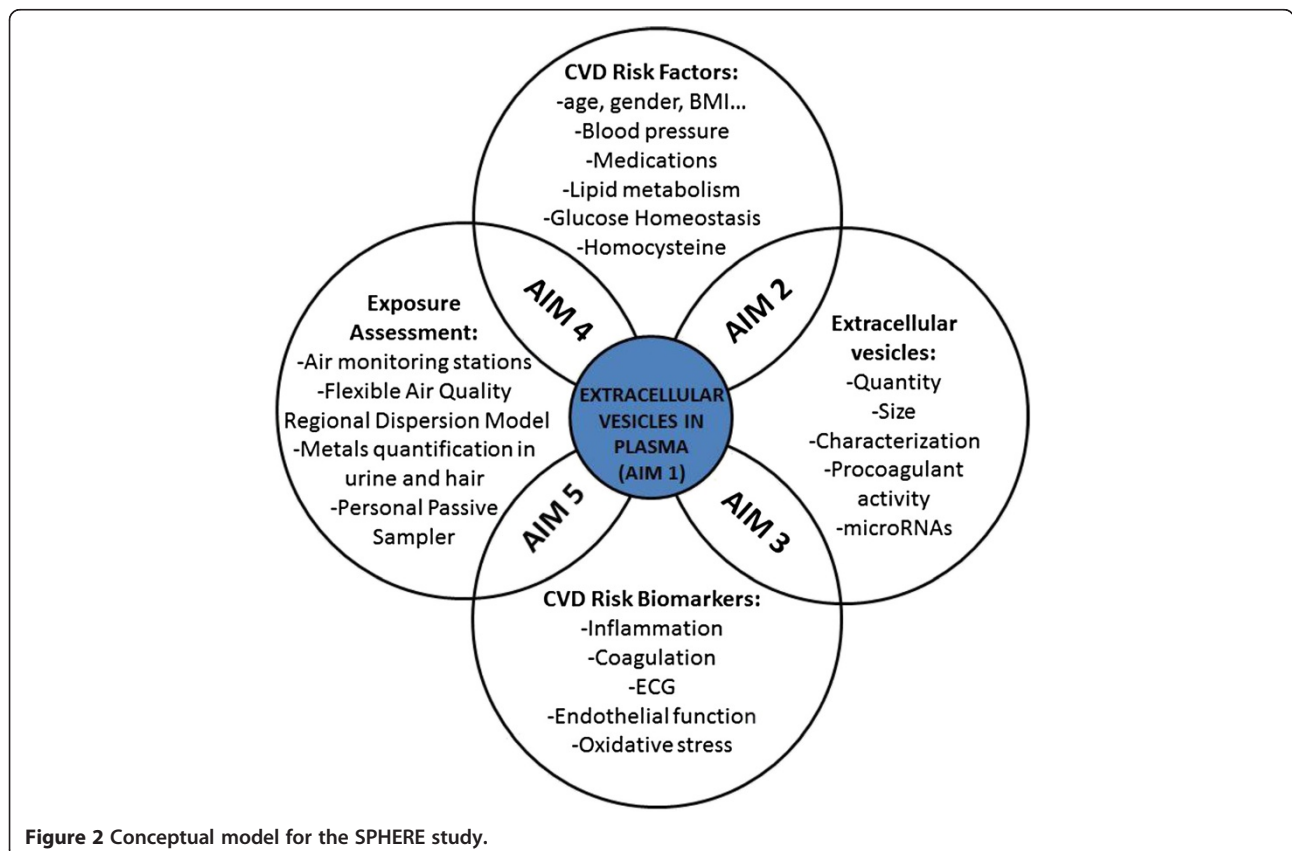 CVD Risk Factors:
-age, gender, BMI...
-Blood pressure
-Medications
-Lipid metabolism
-Glucose Homeostasis
-Homocysteine
AIM 4
AIM 2
Exposure
Assessment:
-Air monitoring stations
-Flexible Air Quality
Regional Dispersion Model
-Metals quantification in
urine and hair
-Personal Passive
Sampler
EXTRACELLULAR
VESICLES IN
PLASMA
(AIM 1)
Extracellular
vesicles:
-Quantity
-Size
-Characterization
-Procoagulant
activity
-microRNAs
AIM 5
AIM 3
CVD Risk Biomarkers:
-Inflammation
-Coagulation
-ECG
-Endothelial function
-Oxidative stress
Figure 2 Conceptual model for the SPHERE study.